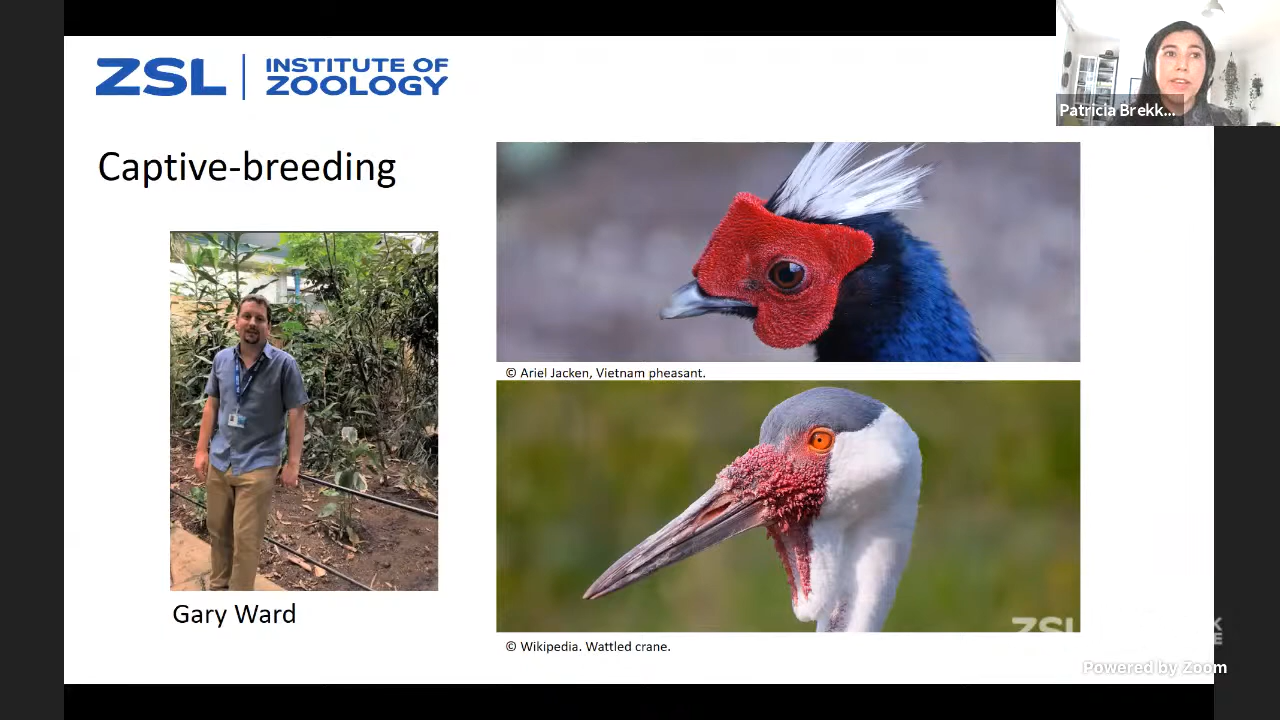 ZSL
INSTITUTE OF
ZOOLOGY
Patricia Brekk...
Captive-breeding
© Ariel Jacken, Vietnam pheasant.
Gary Ward
© Wikipedia. Wattled crane.
ZSL
Powered by Zoom